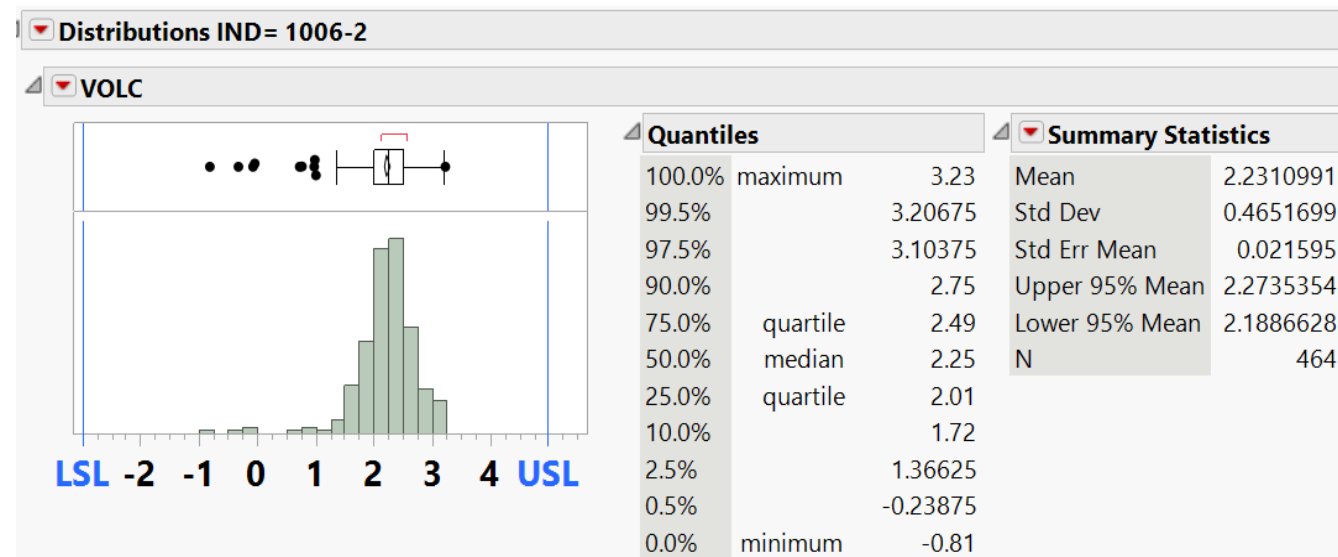 Distributions IND= 1006-2
VOLC
LSL -2 -1 0 1 2 3 4 USL
Quantiles
100.0% maximum 3.23
99.5% 3.20675
97.5% 3.10375
90.0% 2.75
75.0% quartile 2.49
50.0% median 2.25
25.0% quartile 2.01
10.0% 1.72
2.5% 1.36625
0.5% -0.23875
0.0% minimum -0.81
Summary Statistics
Mean 2.2310991
Std Dev 0.4651699
Std Err Mean 0.021595
Upper 95% Mean 2.2735354
Lower 95% Mean 2.1886628
N 464